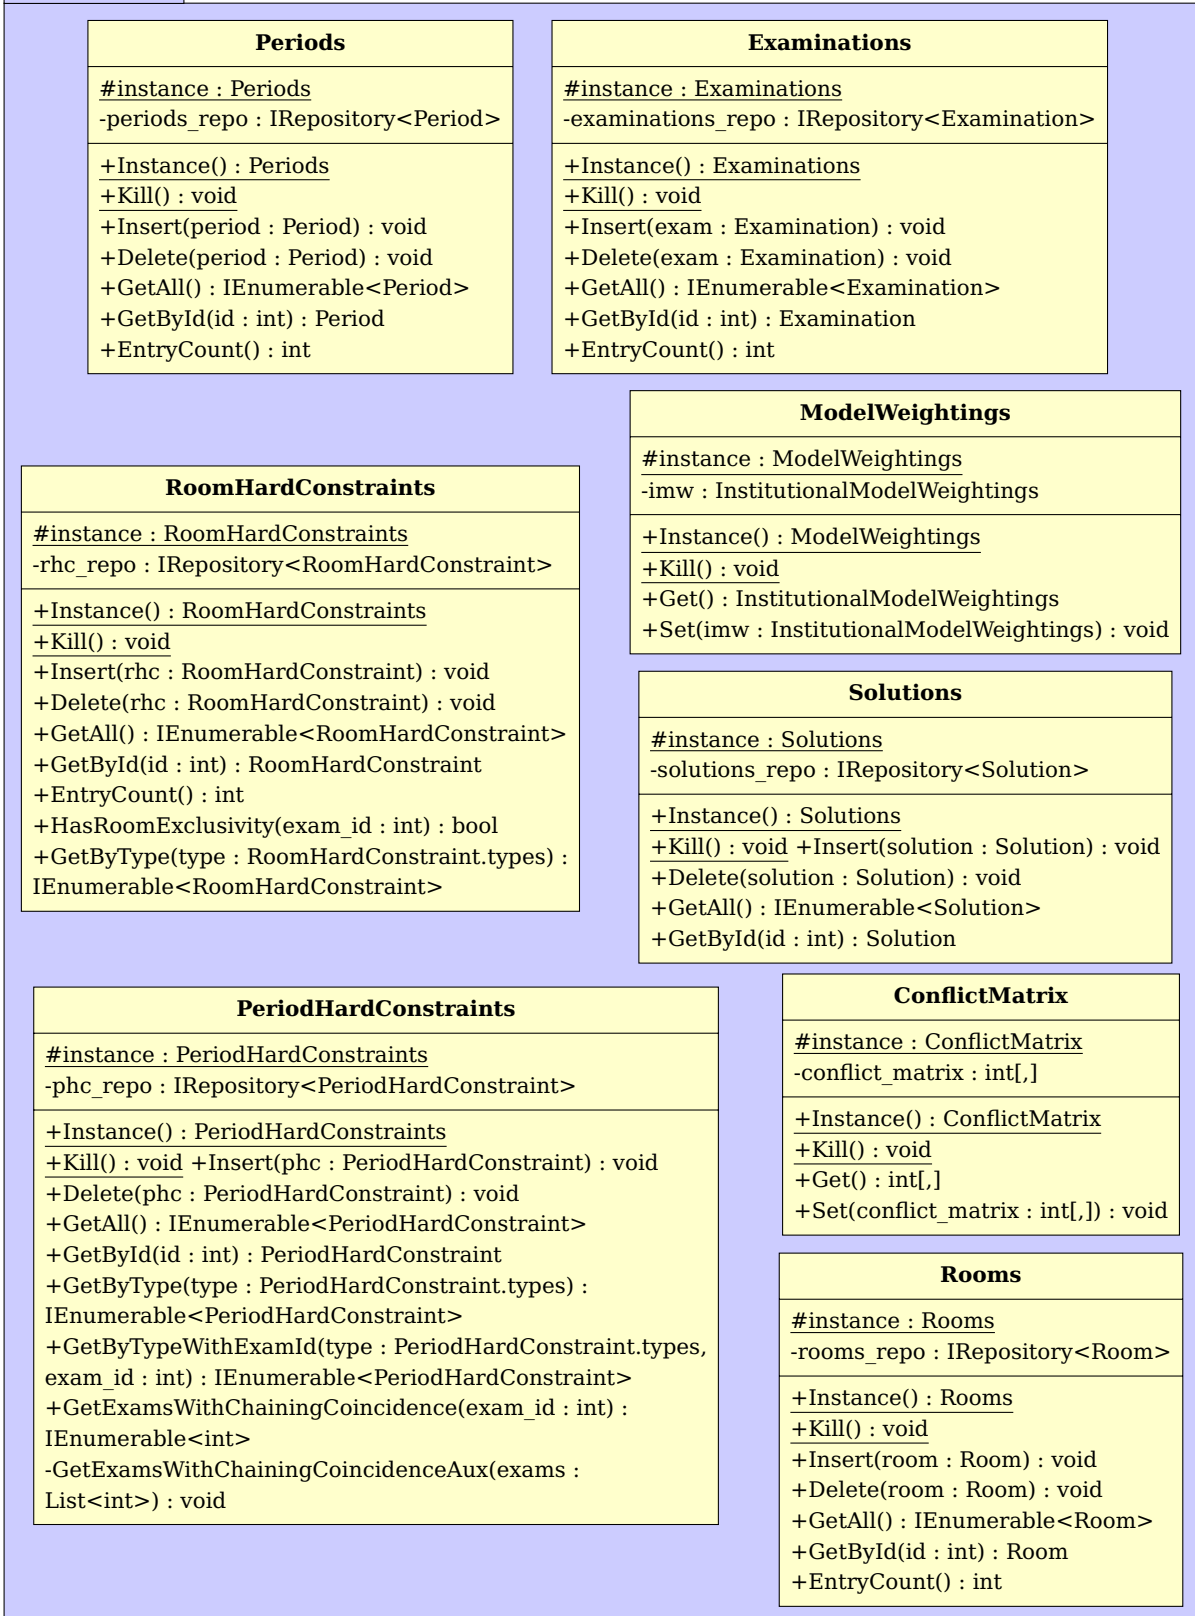 Periods
#instance : Periods
-periods_repo : IRepository<Period>
+Instance() : Periods
+Kill() : void
+Insert(period : Period) : void
+Delete(period : Period) : void
+GetAll() : IEnumerable<Period>
+GetById(id : int) : Period
+EntryCount() : int
Examinations
#instance : Examinations
-examinations_repo : IRepository<Examination>
+Instance() : Examinations
+Kill() : void
+Insert(exam : Examination) : void
+Delete(exam : Examination) : void
+GetAll() : IEnumerable<Examination>
+GetById(id : int) : Examination
+EntryCount() : int
ModelWeightings
#instance : ModelWeightings
-imw : InstitutionalModelWeightings
+Instance() : ModelWeightings
+Kill() : void
+Get() : InstitutionalModelWeightings
+Set(imw : InstitutionalModelWeightings) : void
RoomHardConstraints
#instance : RoomHardConstraints
-rhc_repo : IRepository<RoomHardConstraint>
+Instance() : RoomHardConstraints
+Kill() : void
+Insert(rhc : RoomHardConstraint) : void
+Delete(rhc : RoomHardConstraint) : void
+GetAll() : IEnumerable<RoomHardConstraint>
+GetById(id : int) : RoomHardConstraint
+EntryCount() : int
+HasRoomExclusivity(exam_id : int) : bool
+GetByType(type : RoomHardConstraint.types) :
IEnumerable<RoomHardConstraint>
Solutions
#instance : Solutions
-solutions_repo : IRepository<Solution>
+Instance() : Solutions
+Kill() : void +Insert(solution : Solution) : void
+Delete(solution : Solution) : void
+GetAll() : IEnumerable<Solution>
+GetById(id : int) : Solution
PeriodHardConstraints
#instance : PeriodHardConstraints
-phc_repo : IRepository<PeriodHardConstraint>
+Instance() : PeriodHardConstraints
+Kill() : void +Insert(phc : PeriodHardConstraint) : void
+Delete(phc : PeriodHardConstraint) : void
+GetAll() : IEnumerable<PeriodHardConstraint>
+GetById(id : int) : PeriodHardConstraint
+GetByType(type : PeriodHardConstraint.types) :
IEnumerable<PeriodHardConstraint>
+GetByTypeWithExamId(type : PeriodHardConstraint.types,
exam_id : int) : IEnumerable<PeriodHardConstraint>
+GetExamsWithChainingCoincidence(exam_id : int) :
IEnumerable<int>
-GetExamsWithChainingCoincidenceAux(exams :
List<int>) : void
ConflictMatrix
#instance : ConflictMatrix
-conflict_matrix : int[,]
+Instance() : ConflictMatrix
+Kill() : void
+Get() : int[,]
+Set(conflict_matrix : int[,]) : void
Rooms
#instance : Rooms
-rooms_repo : IRepository<Room>
+Instance() : Rooms
+Kill() : void
+Insert(room : Room) : void
+Delete(room : Room) : void
+GetAll() : IEnumerable<Room>
+GetById(id : int) : Room
+EntryCount() : int